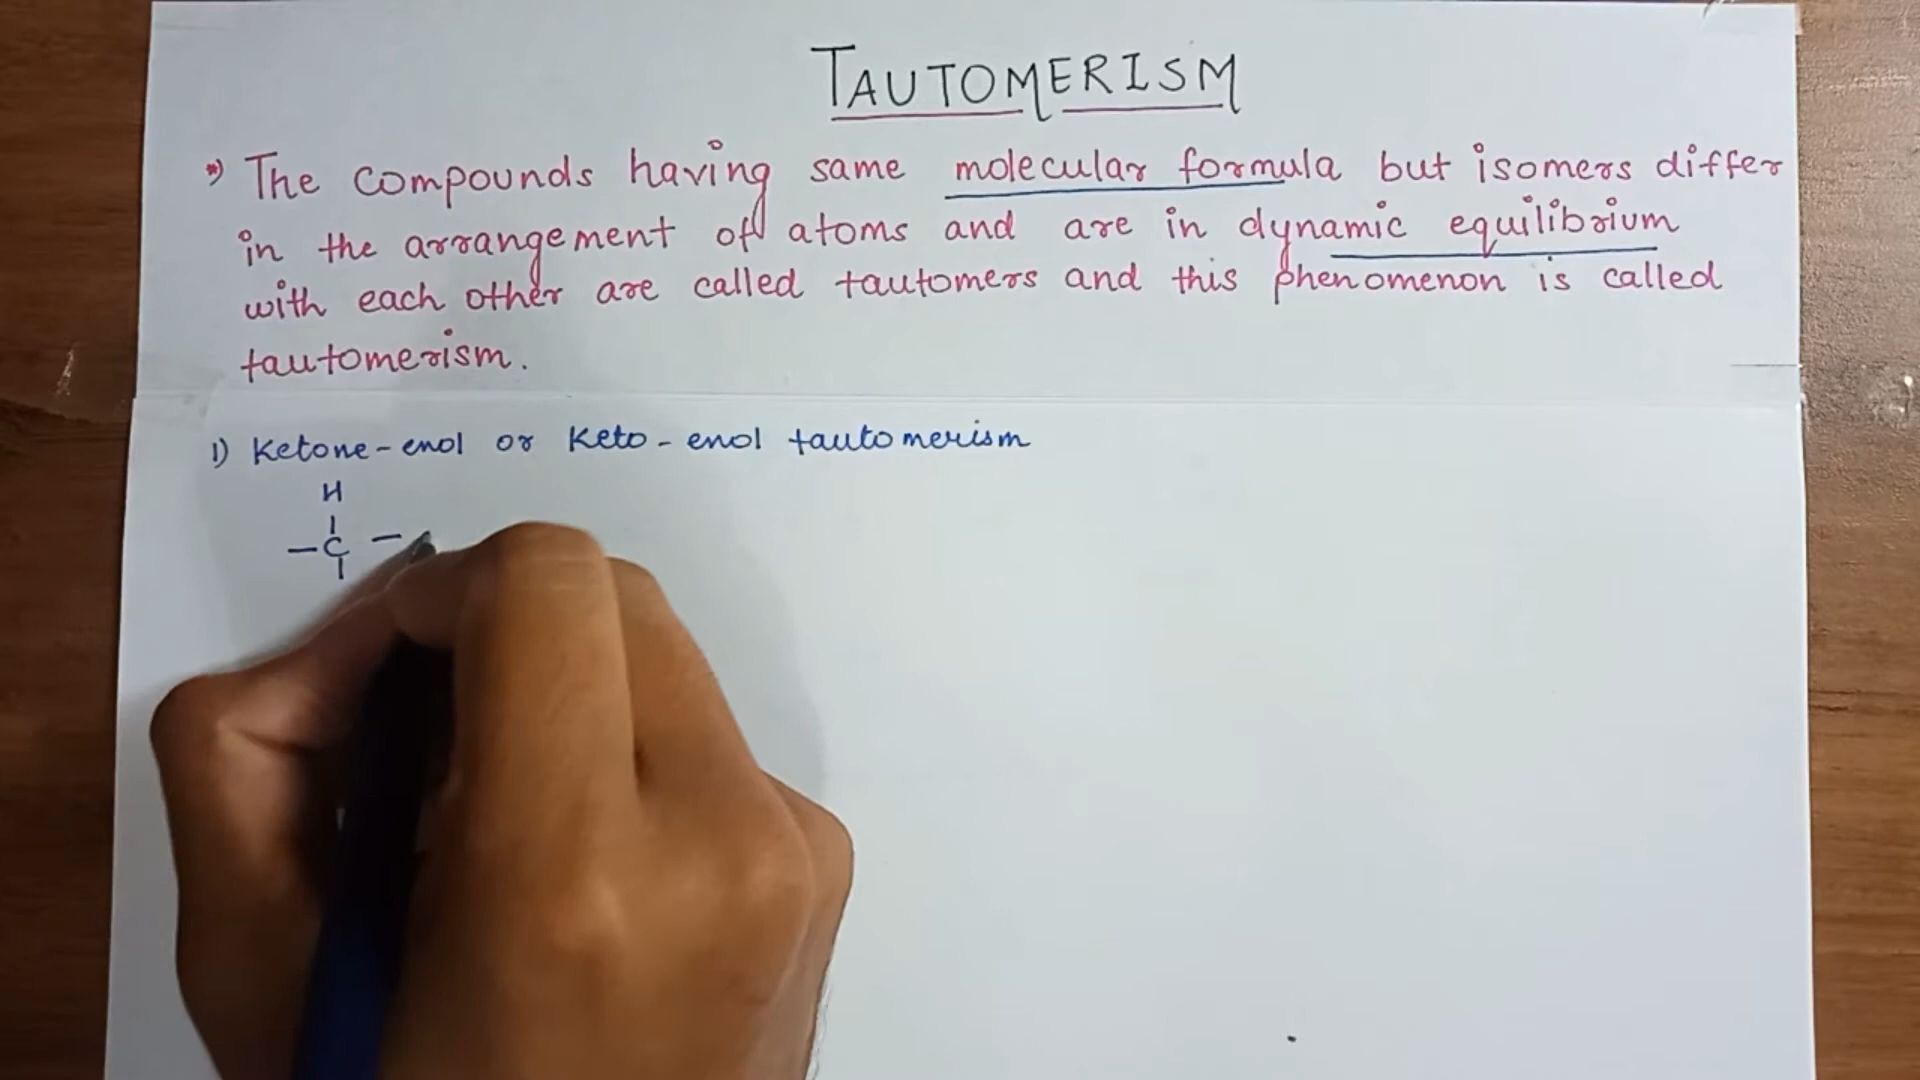 TAUTOMERISM
*) The compounds having same molecular formula but isomers differ
in the arrangement of atoms and are in dynamic equilibrium
with each other are called tautomers and this phenomenon is called
tautomerism.
1) Ketone-enol or Keto-enol tautomerism
H
|
-C -
|